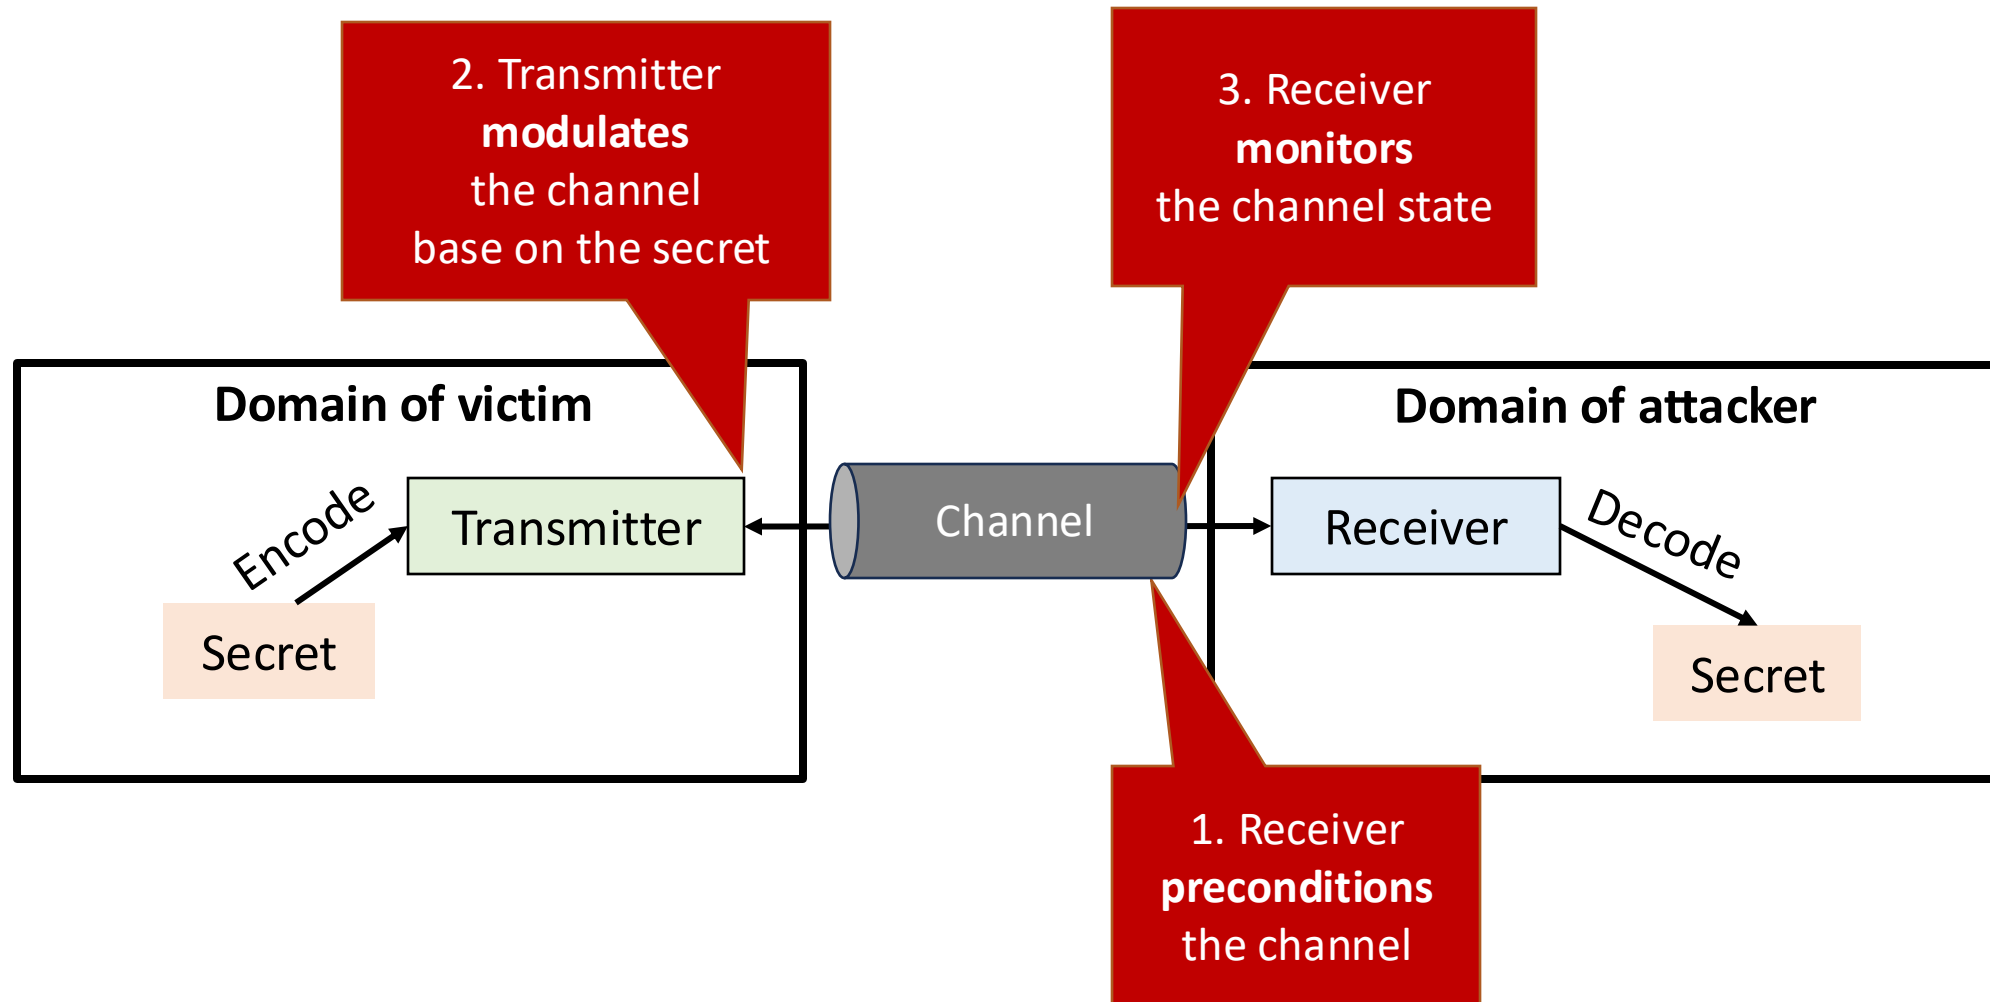 2. Transmitter
modulates
the channel
base on the secret
3. Receiver
monitors
the channel state
Domain of victim
Domain of attacker
Encode
Transmitter
Channel
Receiver
Decode
Secret
Secret
1. Receiver
preconditions
the channel